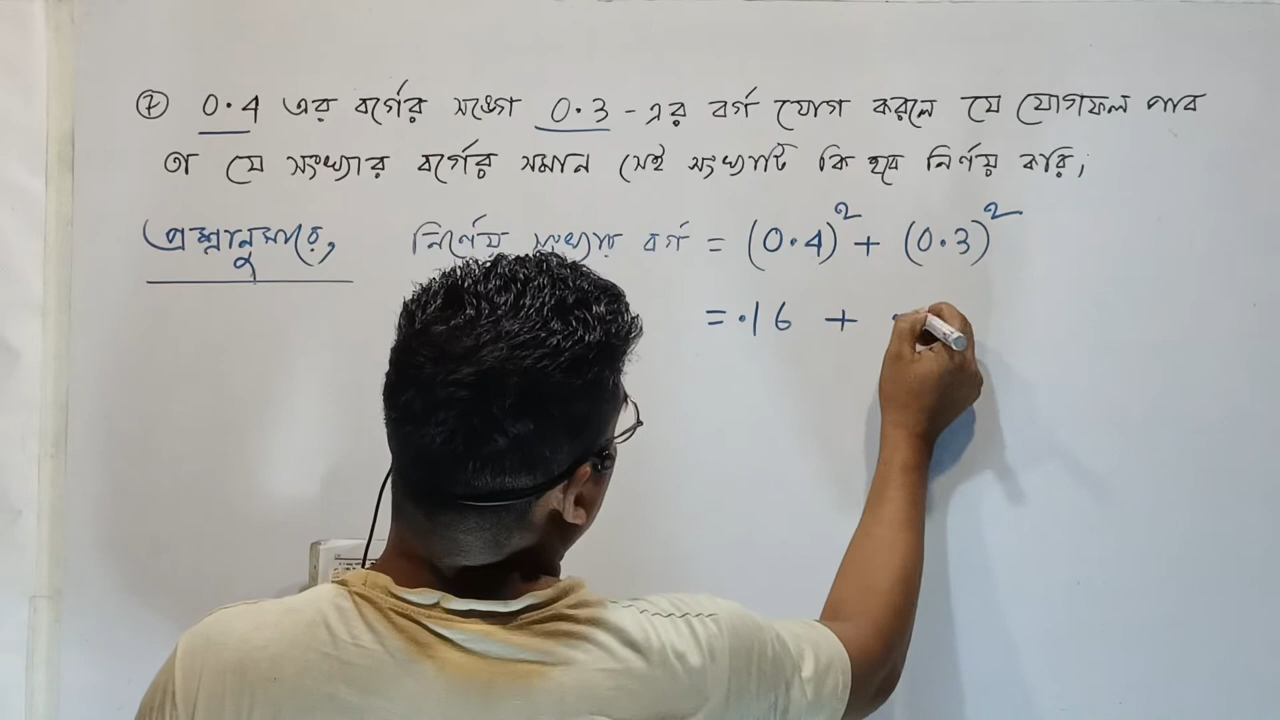 ⑦ 0.4 এর বর্গের সঙ্গে 0.3 - এর বর্গ যোগ করলে যে যোগফল পাব
তা যে সংখ্যার বর্গের সমান সেই সংখ্যাটি কি হবে নির্ণয় করি;
প্রশ্নানুসারে, নির্ণেয় সংখ্যার বর্গ = (0.4)² + (0.3)²
= .16 +